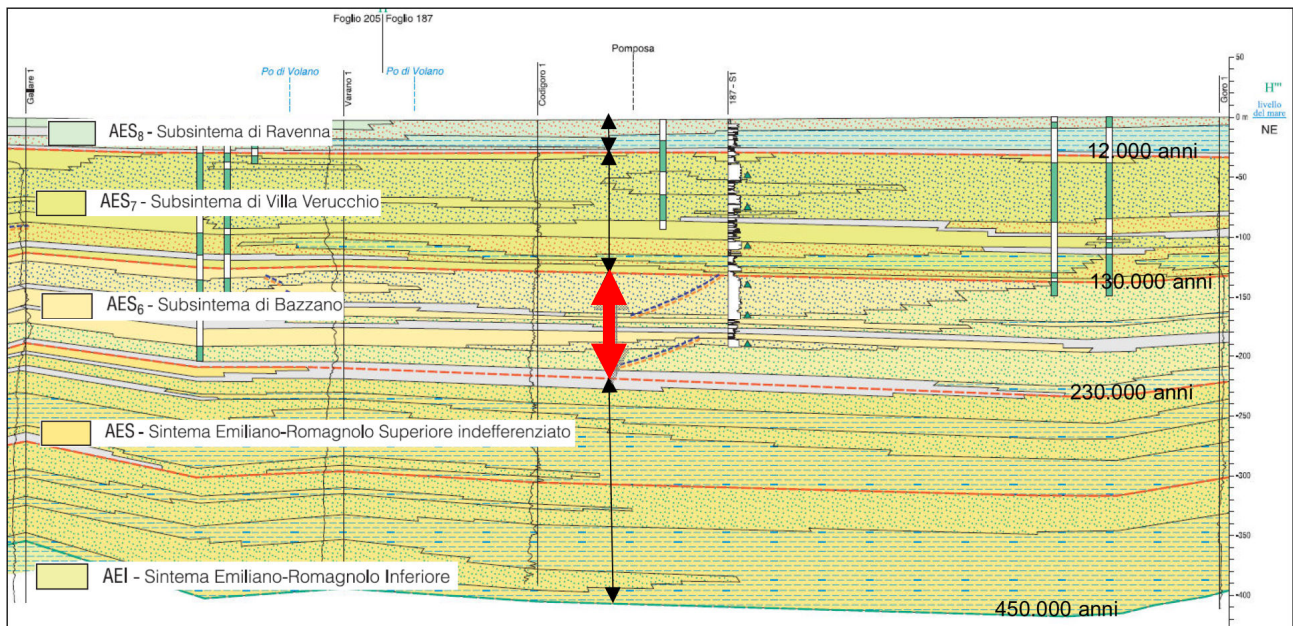 H
Foglio 205 | Foglio 187
Gallare 1
Po di Volano
Varano 1
Po di Volano
Codigoro 1
Pomposa
187 - S1
Goro 1
50
H'''
livello
del mare
0 m
NE
AES8 - Subsintema di Ravenna
12.000 anni
-50
AES7 - Subsintema di Villa Verucchio
-100
130.000 anni
-150
AES6 - Subsintema di Bazzano
-200
230.000 anni
-250
AES - Sintema Emiliano-Romagnolo Superiore indefferenziato
-300
-350
AEI - Sintema Emiliano-Romagnolo Inferiore
-400
450.000 anni